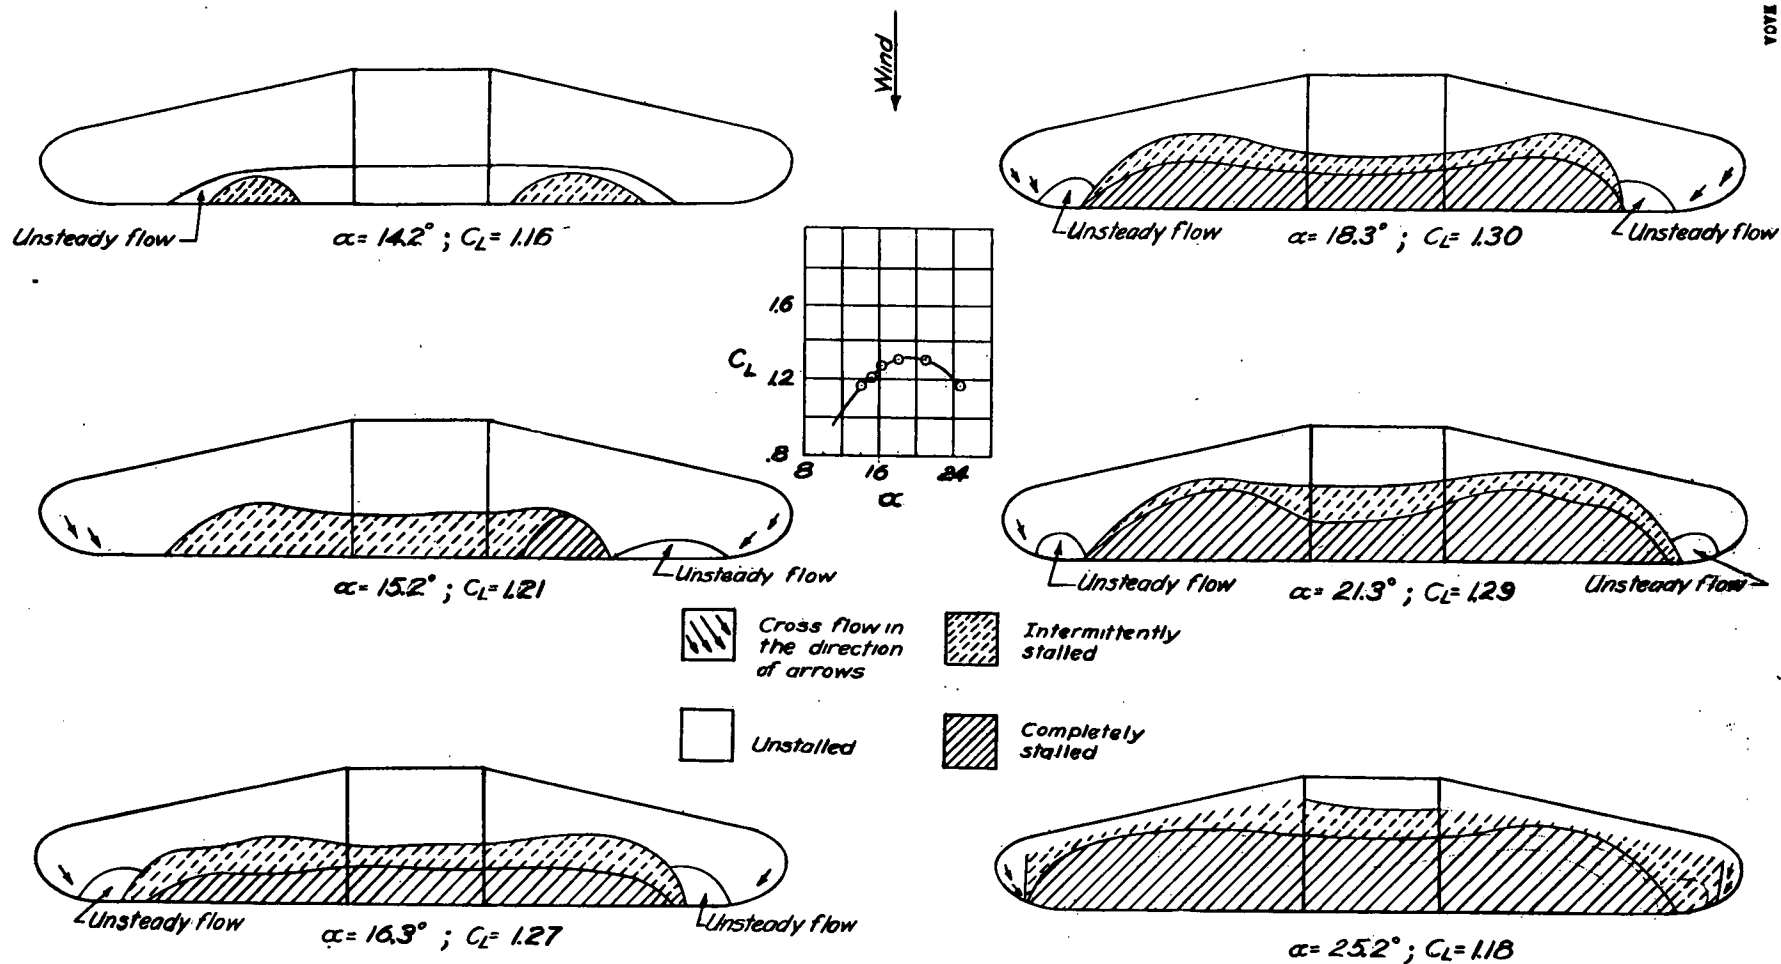 NACA
Wind
Unsteady flow
α= 14.2° ; CL= 1.16
Unsteady flow
α= 18.3° ; CL= 1.30
Unsteady flow
1.6
CL
1.2
.8
8
16
24
α
Unsteady flow
α= 15.2° ; CL= 1.21
Unsteady flow
α= 21.3° ; CL= 1.29
Unsteady flow
Cross flow in
the direction
of arrows
Intermittently
stalled
Unstalled
Completely
stalled
Unsteady flow
α= 16.3° ; CL= 1.27
Unsteady flow
α= 25.2° ; CL= 1.18